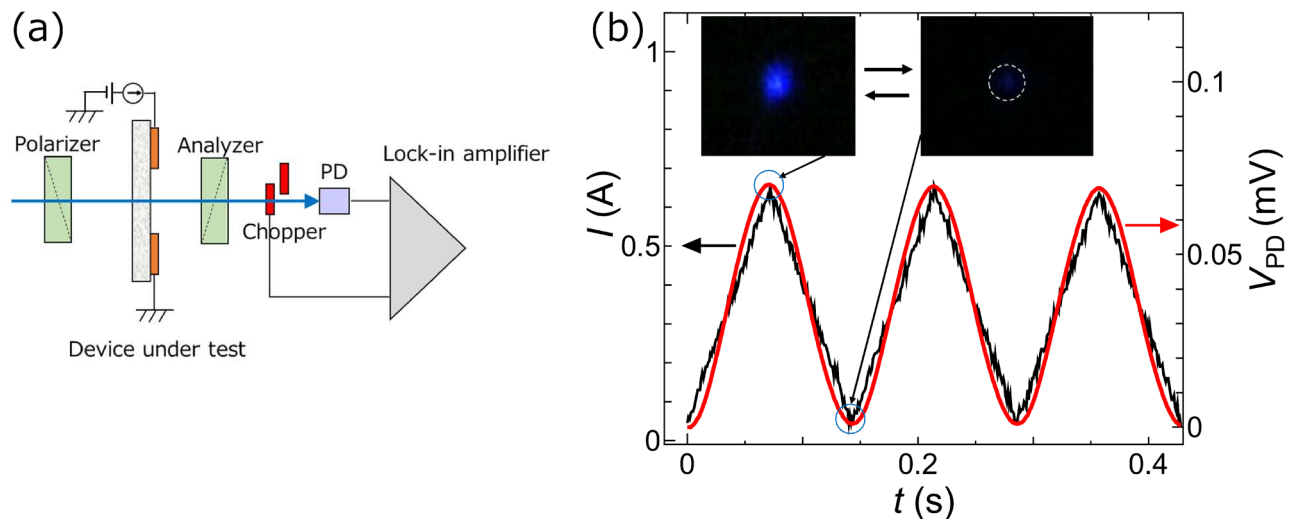 (a)
Polarizer
Analyzer
Lock-in amplifier
PD
Chopper
Device under test
(b)
I (A)
1
0.5
0
0
0.2
0.4
t (s)
0.1
0.05
0
V_PD (mV)